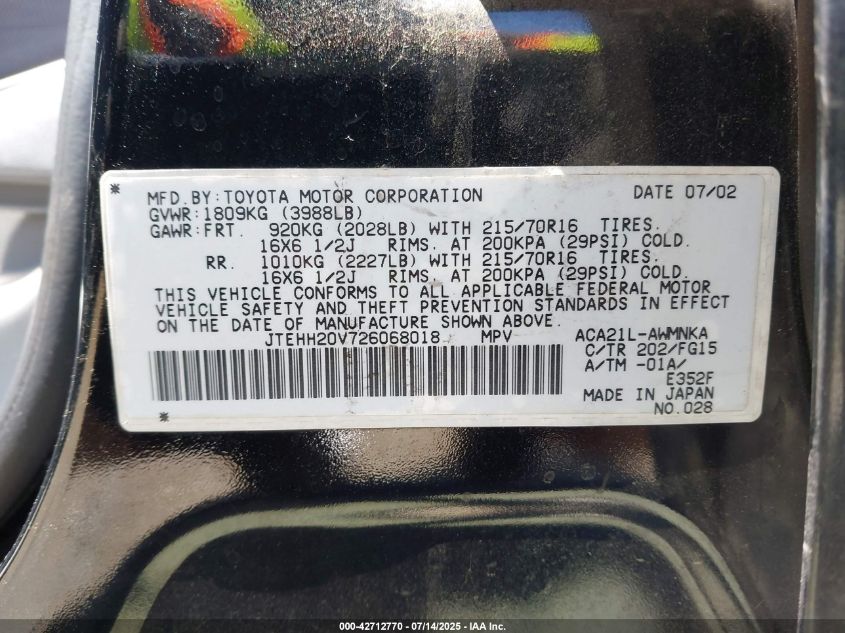 MFD. BY: TOYOTA MOTOR CORPORATION DATE 07/02
GVWR: 1809KG (3988LB)
GAWR: FRT. 920KG (2028LB) WITH 215/70R16 TIRES.
16X6 1/2J RIMS. AT 200KPA (29PSI) COLD.
RR. 1010KG (2227LB) WITH 215/70R16 TIRES.
16X6 1/2J RIMS. AT 200KPA (29PSI) COLD.
THIS VEHICLE CONFORMS TO ALL APPLICABLE FEDERAL MOTOR
VEHICLE SAFETY AND THEFT PREVENTION STANDARDS IN EFFECT
ON THE DATE OF MANUFACTURE SHOWN ABOVE.
JTEHH20V726068018 MPV ACA21L-AWMNKA
C/TR 202/FG15
A/TM -01A/
E352F
MADE IN JAPAN
NO.028
000-42712770 - 07/14/2025 - IAA Inc.